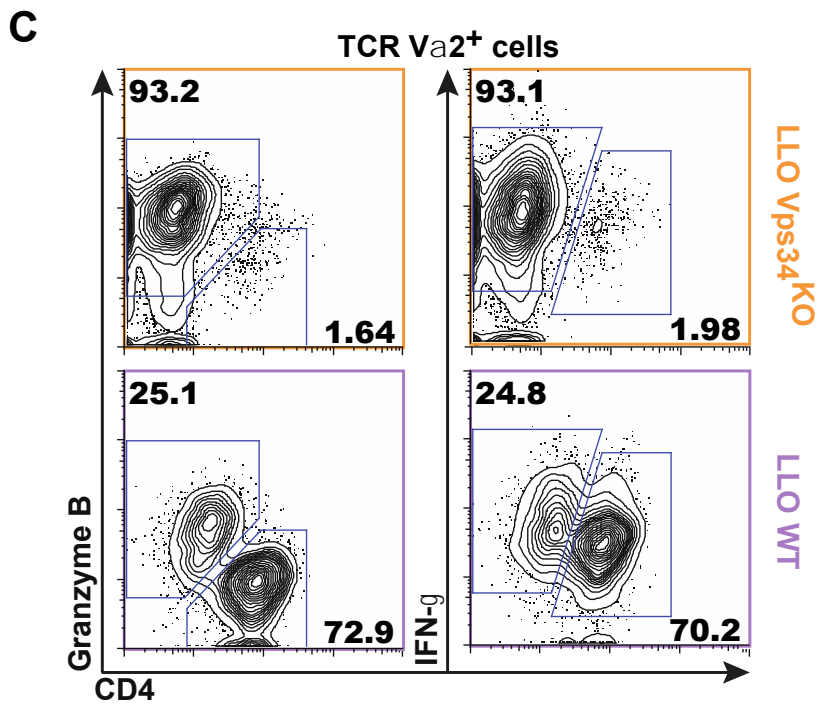 C
TCR Va2+ cells
93.2
1.64
93.1
1.98
LLO Vps34KO
25.1
72.9
24.8
70.2
LLO WT
Granzyme B
IFN-g
CD4